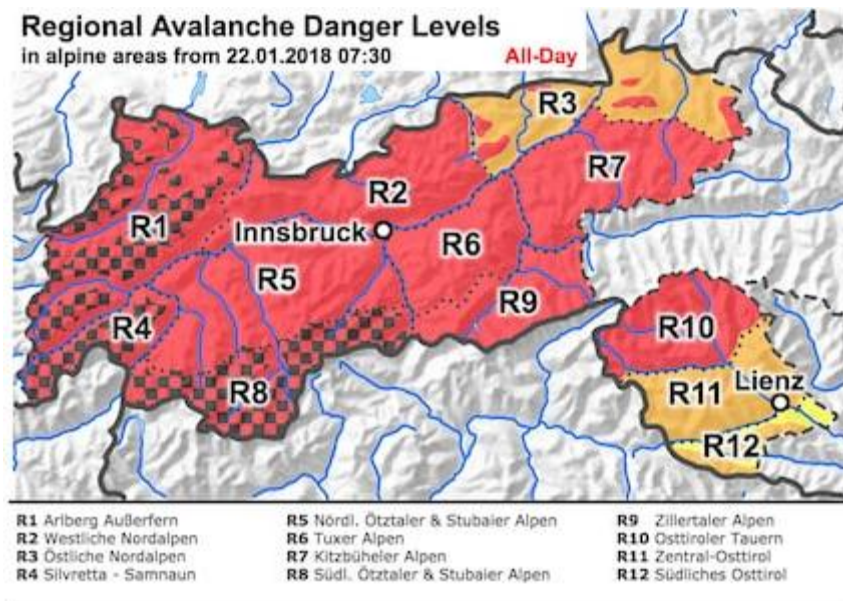 Regional Avalanche Danger Levels
in alpine areas from 22.01.2018 07:30 All-Day
R3
R7
R2
R1
Innsbruck
R6
R5
R9
R4
R10
R8
R11
Lienz
R12
R1 Arlberg Außerfern
R2 Westliche Nordalpen
R3 Östliche Nordalpen
R4 Silvretta - Samnaun
R5 Nördl. Ötztaler & Stubaier Alpen
R6 Tuxer Alpen
R7 Kitzbüheler Alpen
R8 Südl. Ötztaler & Stubaier Alpen
R9 Zillertaler Alpen
R10 Osttiroler Tauern
R11 Zentral-Osttirol
R12 Südliches Osttirol